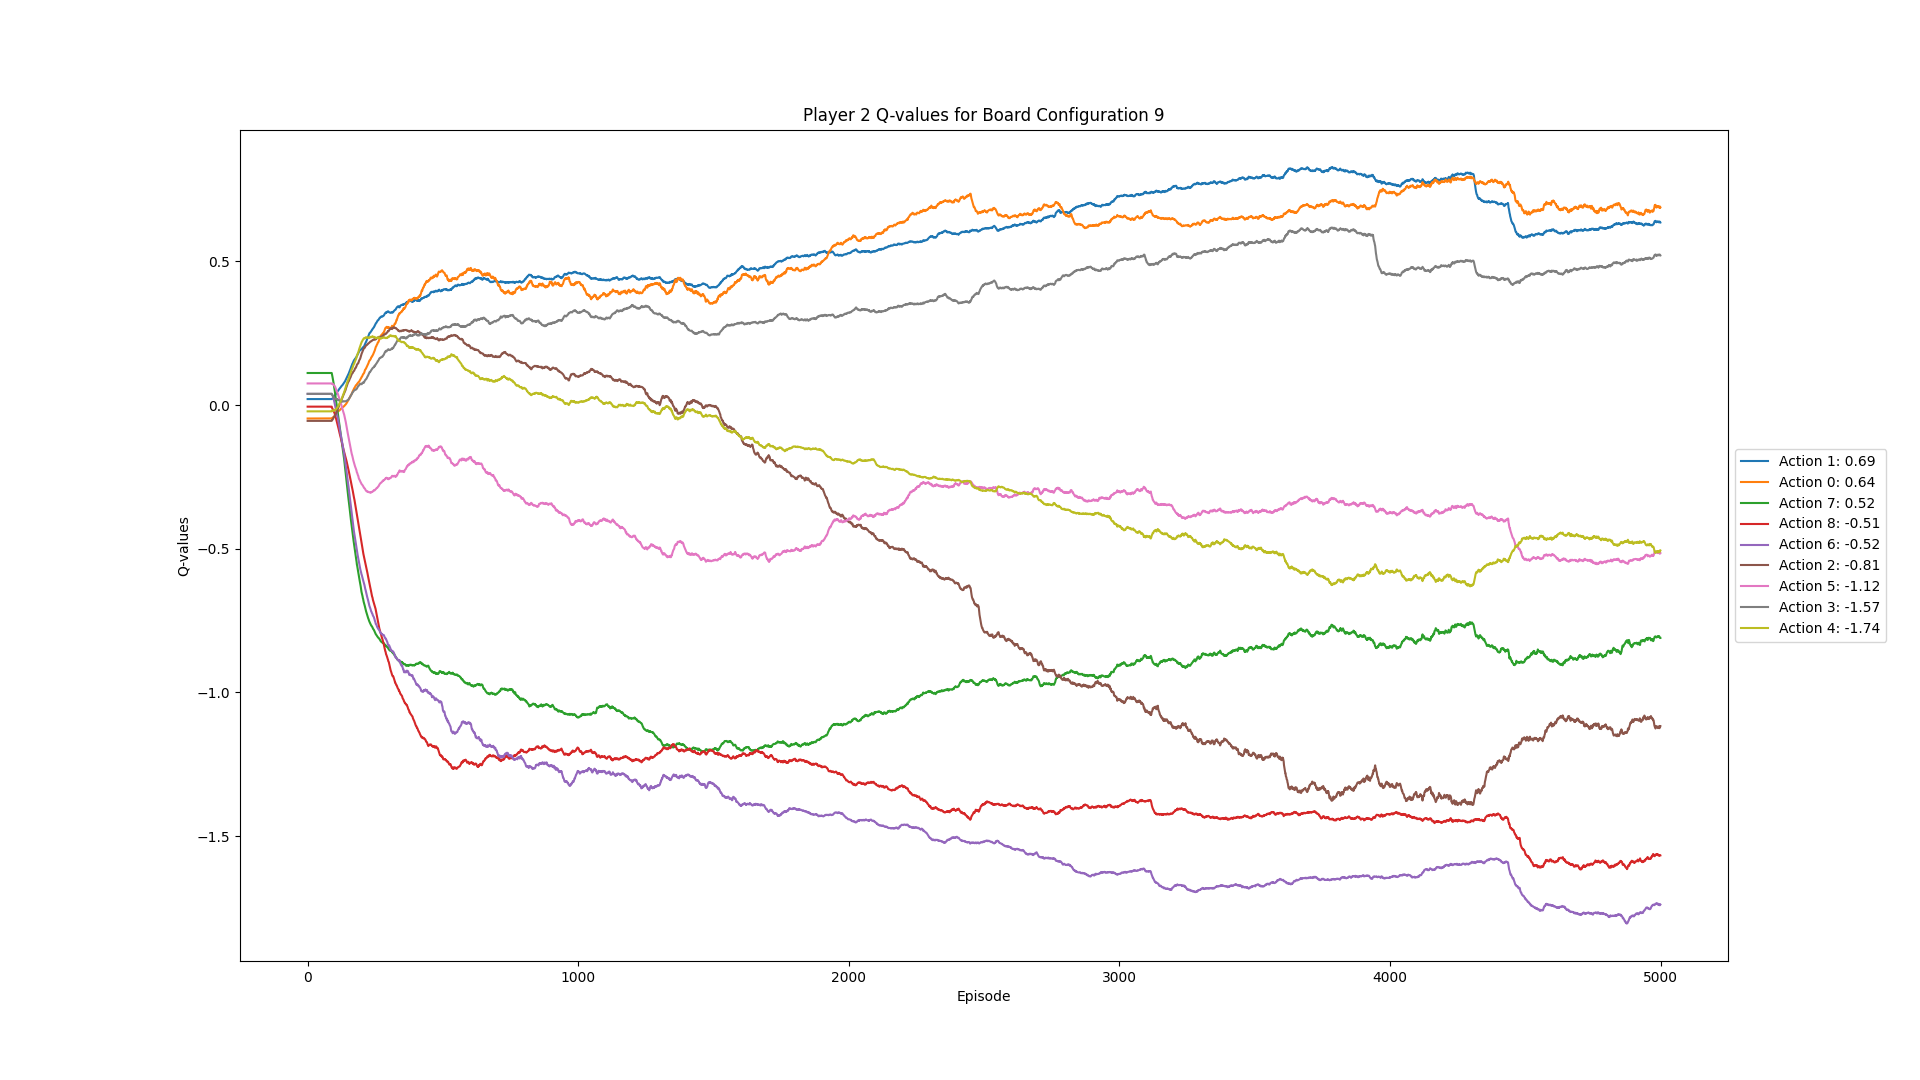 Player 2 Q-values for Board Configuration 9
Q-values
0.5
0.0
−0.5
−1.0
−1.5
0
1000
2000
3000
4000
5000
Episode
Action 1: 0.69
Action 0: 0.64
Action 7: 0.52
Action 8: -0.51
Action 6: -0.52
Action 2: -0.81
Action 5: -1.12
Action 3: -1.57
Action 4: -1.74